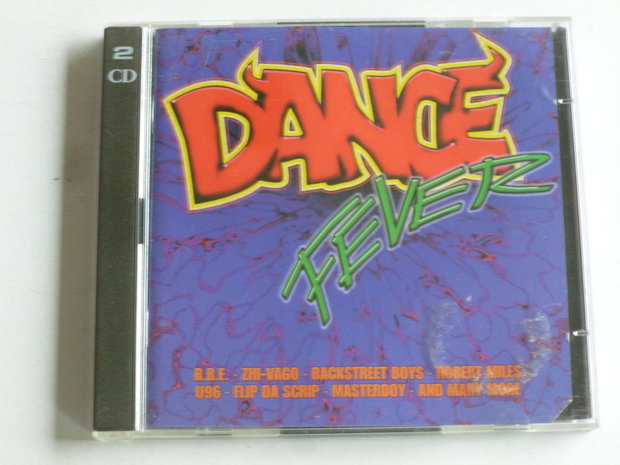 2
CD
DANCE
FEVER
B.B.E. · ZHI-VAGO · BACKSTREET BOYS · ROBERT MILES
U96 · FLIP DA SCRIP · MASTERBOY · AND MANY MORE